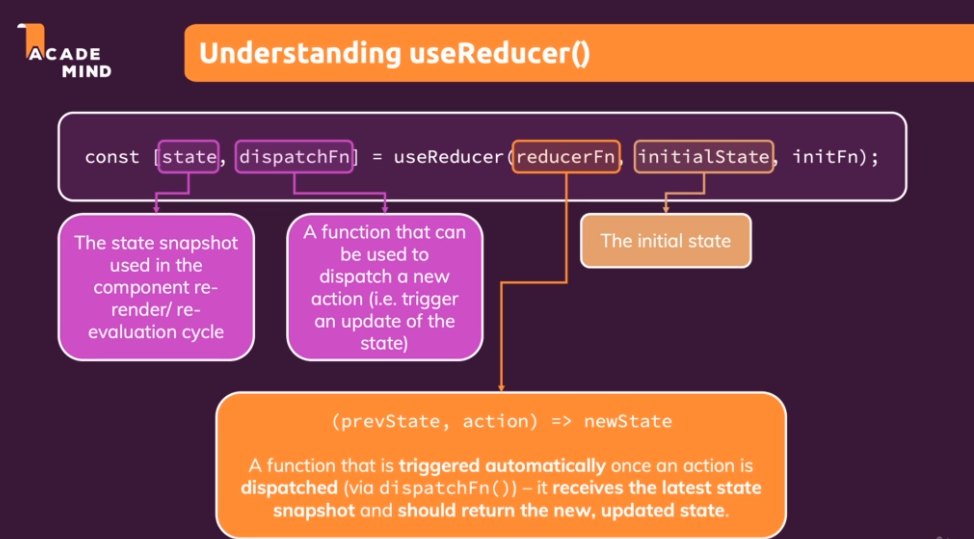 ACADE
MIND
Understanding useReducer()
const [state, dispatchFn] = useReducer(reducerFn, initialState, initFn);
The state snapshot
used in the
component re-
render/ re-
evaluation cycle
A function that can
be used to
dispatch a new
action (i.e. trigger
an update of the
state)
The initial state
(prevState, action) => newState
A function that is triggered automatically once an action is
dispatched (via dispatchFn()) – it receives the latest state
snapshot and should return the new, updated state.